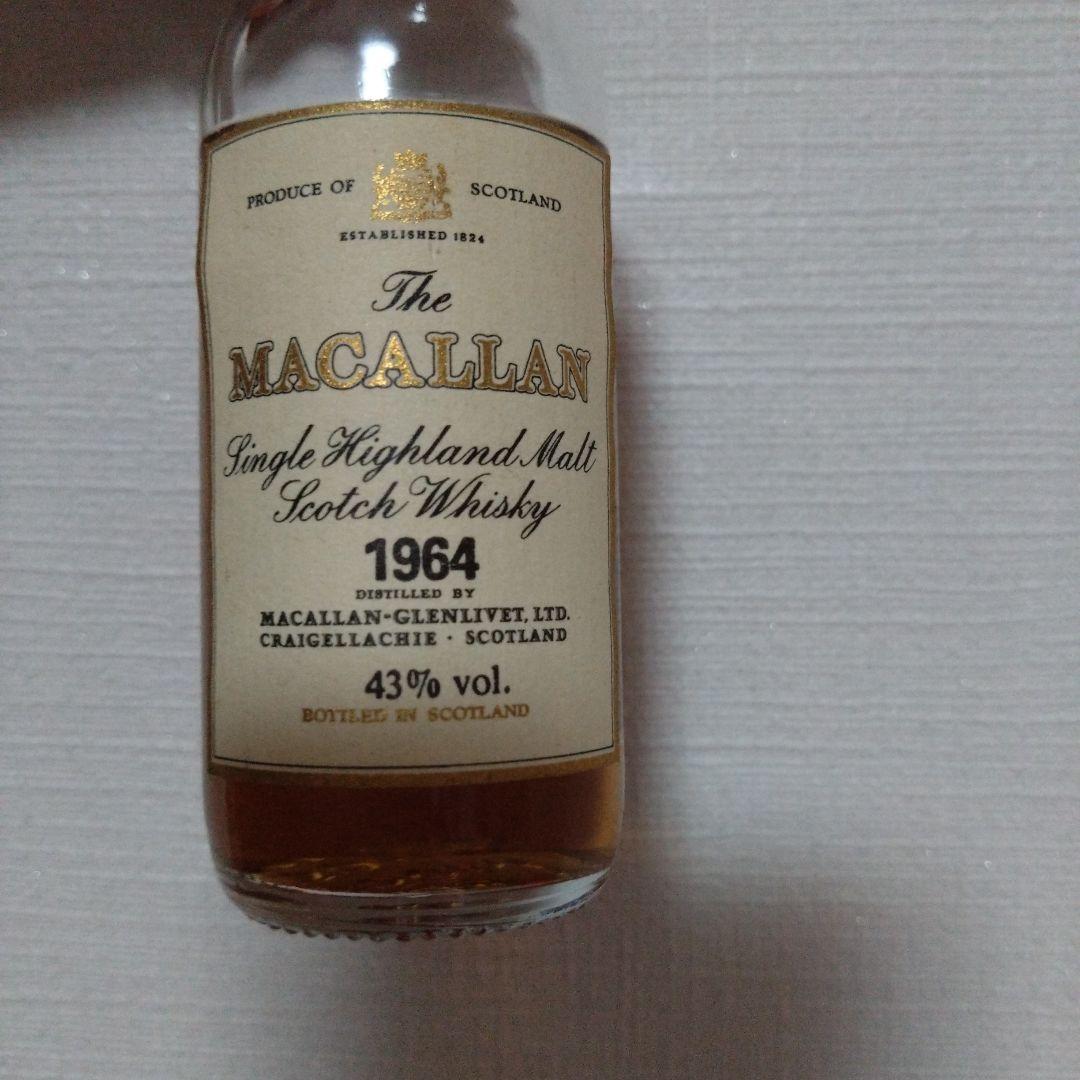 PRODUCE OF SCOTLAND
ESTABLISHED 1824
The
MACALLAN
Single Highland Malt
Scotch Whisky
1964
DISTILLED BY
MACALLAN-GLENLIVET, LTD.
CRAIGELLACHIE · SCOTLAND
43% vol.
BOTTLED IN SCOTLAND